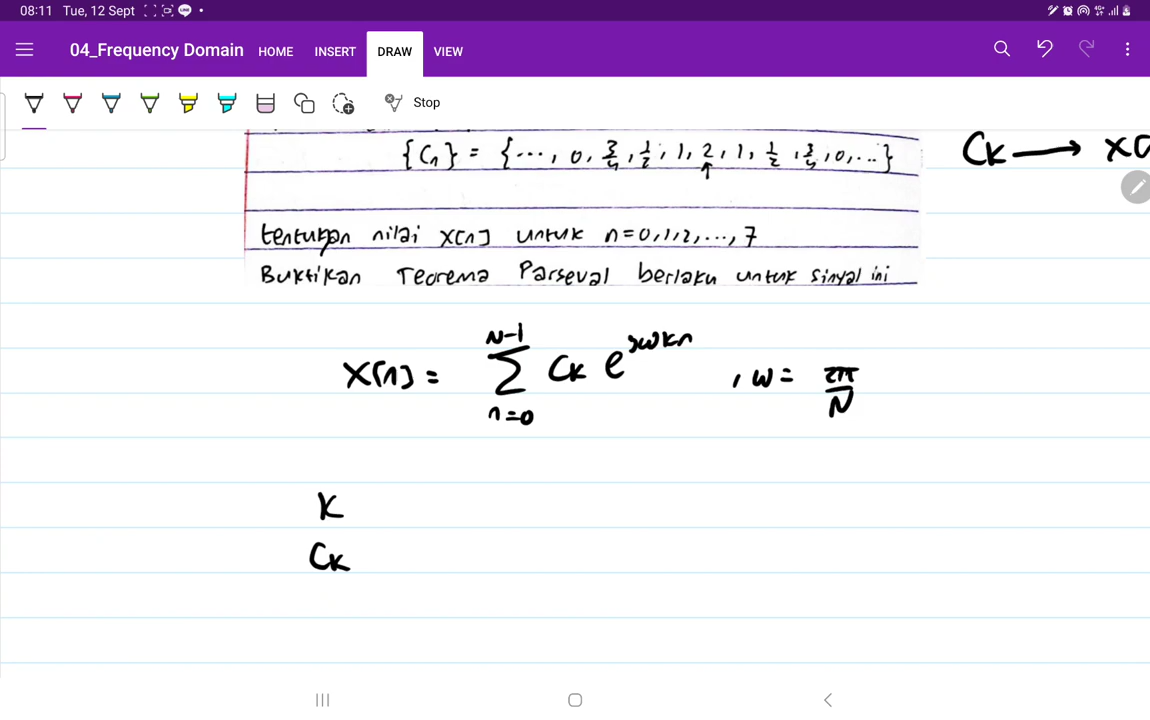 08:11 Tue, 12 Sept
04_Frequency Domain HOME INSERT DRAW VIEW
Stop
{Cn} = {..., 0, 3/4, 1/2, 1, 2, 1, 1/2, 3/4, 0, ...}
↑
Ck → x
tentukan nilai x[n] untuk n=0,1,2,...,7
Buktikan Teorema Parseval berlaku untuk sinyal ini
x[n] = Σ_{n=0}^{N-1} Ck e^{jωkn} , ω = 2π/N
K
Ck